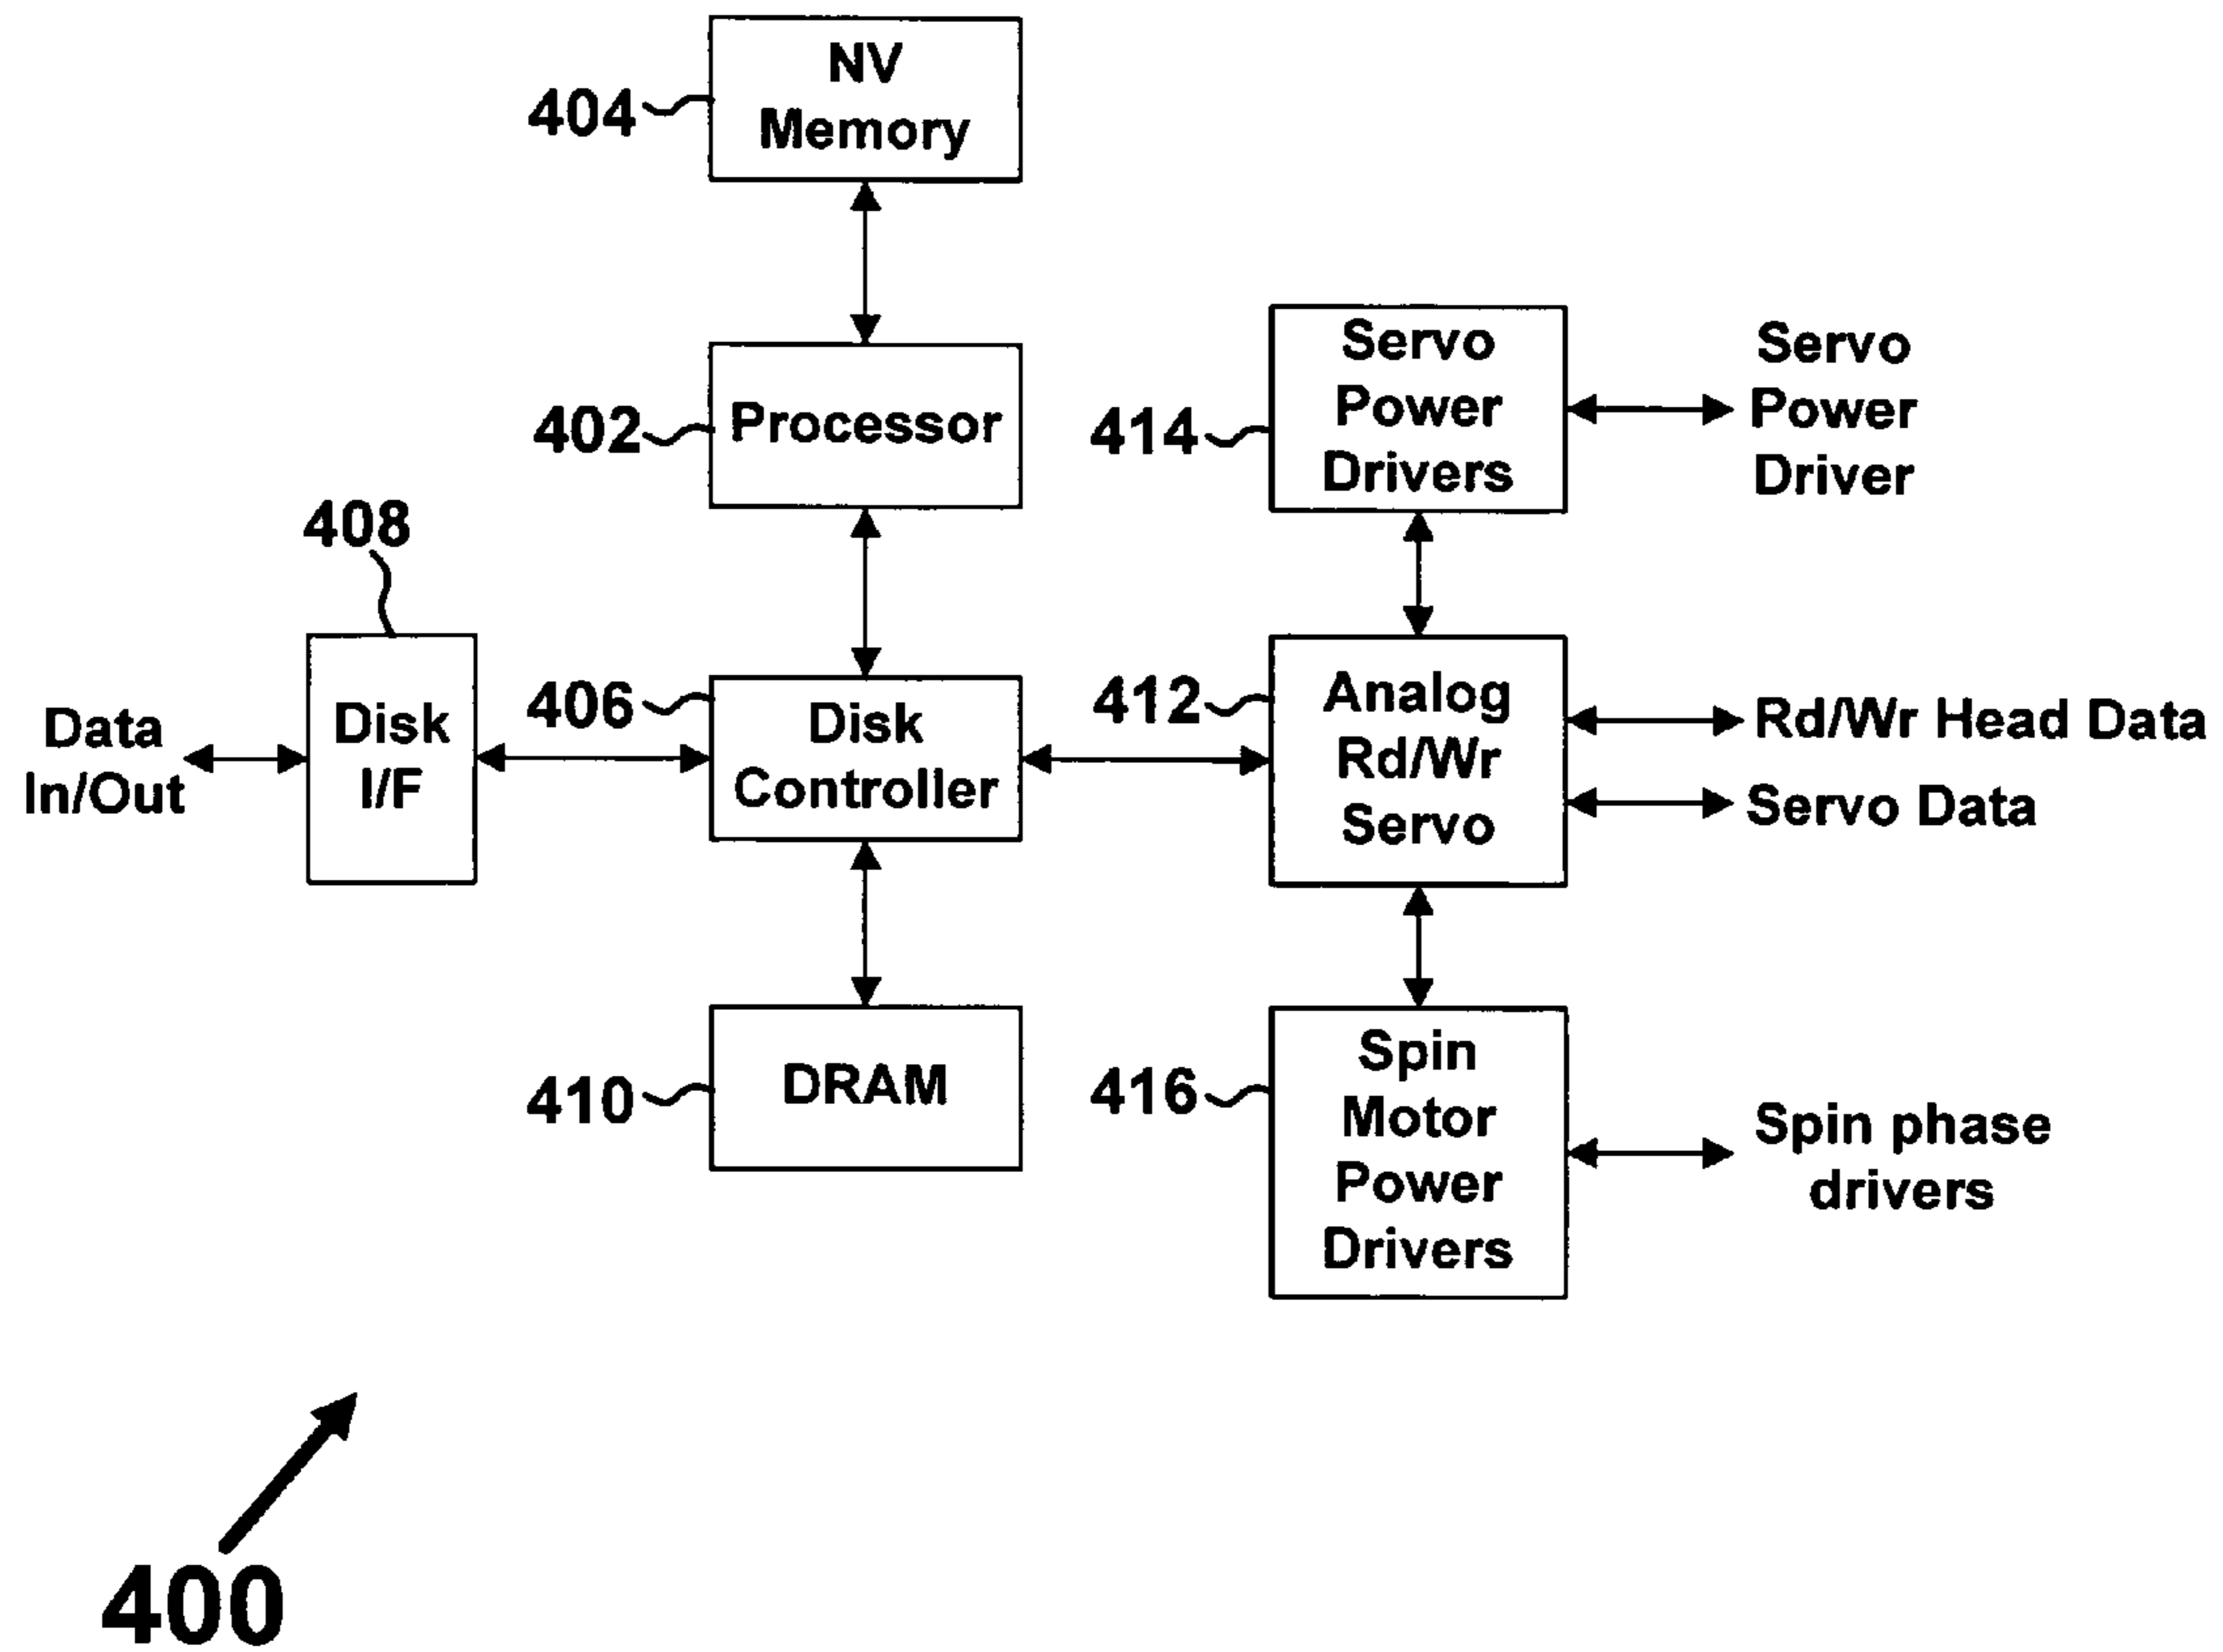 NV
Memory
404
Processor
402
Servo
Power
Drivers
414
Servo
Power
Driver
408
Data
In/Out
Disk
I/F
406
Disk
Controller
412
Analog
Rd/Wr
Servo
Rd/Wr Head Data
Servo Data
DRAM
410
416
Spin
Motor
Power
Drivers
Spin phase
drivers
400